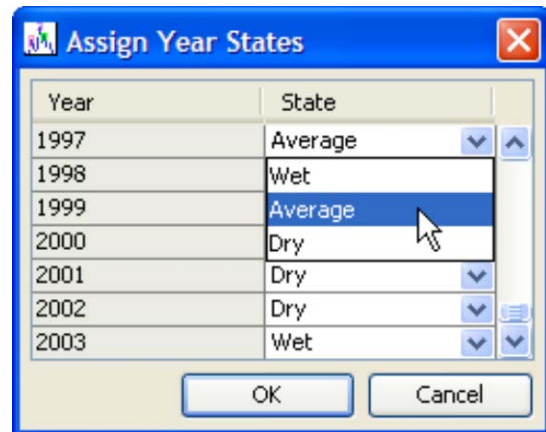 Assign Year States
Year State
1997 Average
1998 Wet
1999 Average
2000 Dry
2001 Dry
2002 Dry
2003 Wet
OK Cancel